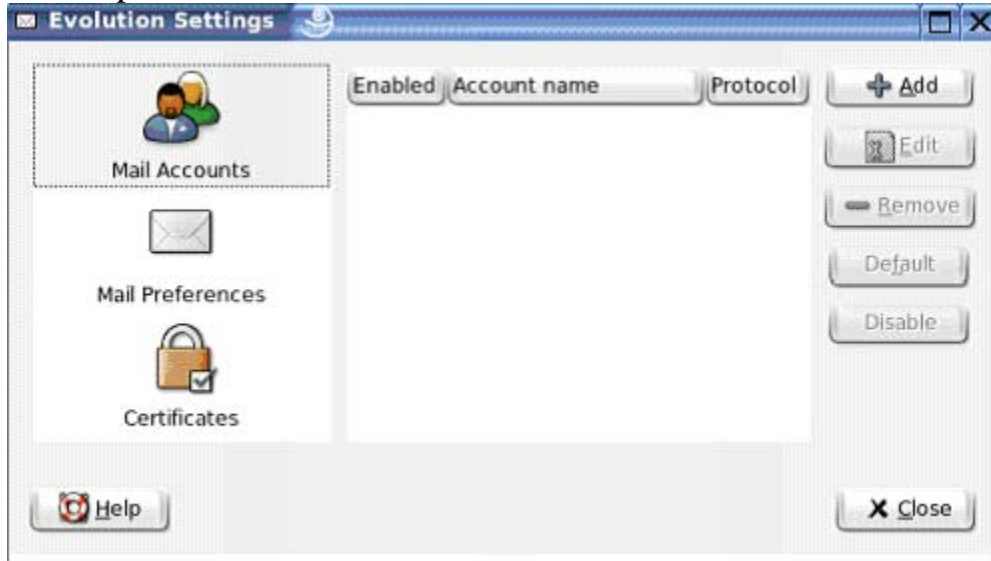 Evolution Settings
Mail Accounts
Mail Preferences
Certificates
Enabled Account name Protocol
Add
Edit
Remove
Default
Disable
Help
Close